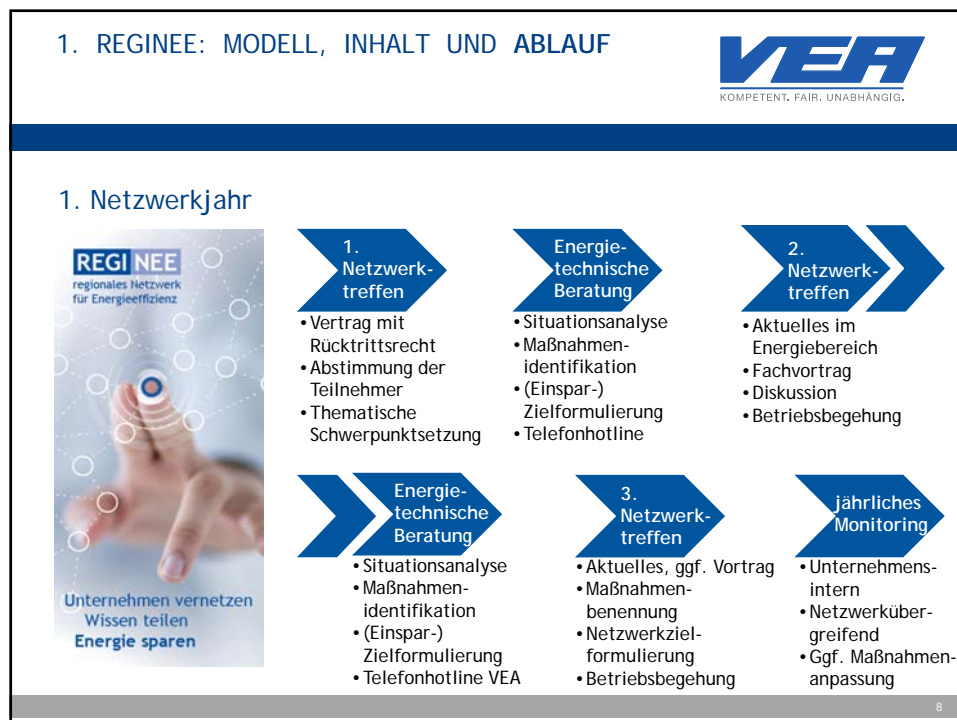 1. REGINEE: MODELL, INHALT UND ABLAUF
VEA
KOMPETENT. FAIR. UNABHÄNGIG.
1. Netzwerkjahr
REGINEE
regionales Netzwerk
für Energieeffizienz
Unternehmen vernetzen
Wissen teilen
Energie sparen
1.
Netzwerk-
treffen
•Vertrag mit
Rücktrittsrecht
•Abstimmung der
Teilnehmer
•Thematische
Schwerpunktsetzung
Energie-
technische
Beratung
•Situationsanalyse
•Maßnahmen-
identifikation
•(Einspar-)
Zielformulierung
•Telefonhotline
2.
Netzwerk-
treffen
•Aktuelles im
Energiebereich
•Fachvortrag
•Diskussion
•Betriebsbegehung
Energie-
technische
Beratung
•Situationsanalyse
•Maßnahmen-
identifikation
•(Einspar-)
Zielformulierung
•Telefonhotline VEA
3.
Netzwerk-
treffen
•Aktuelles, ggf. Vortrag
•Maßnahmen-
benennung
•Netzwerkziel-
formulierung
•Betriebsbegehung
jährliches
Monitoring
•Unternehmens-
intern
•Netzwerküber-
greifend
•Ggf. Maßnahmen-
anpassung
8